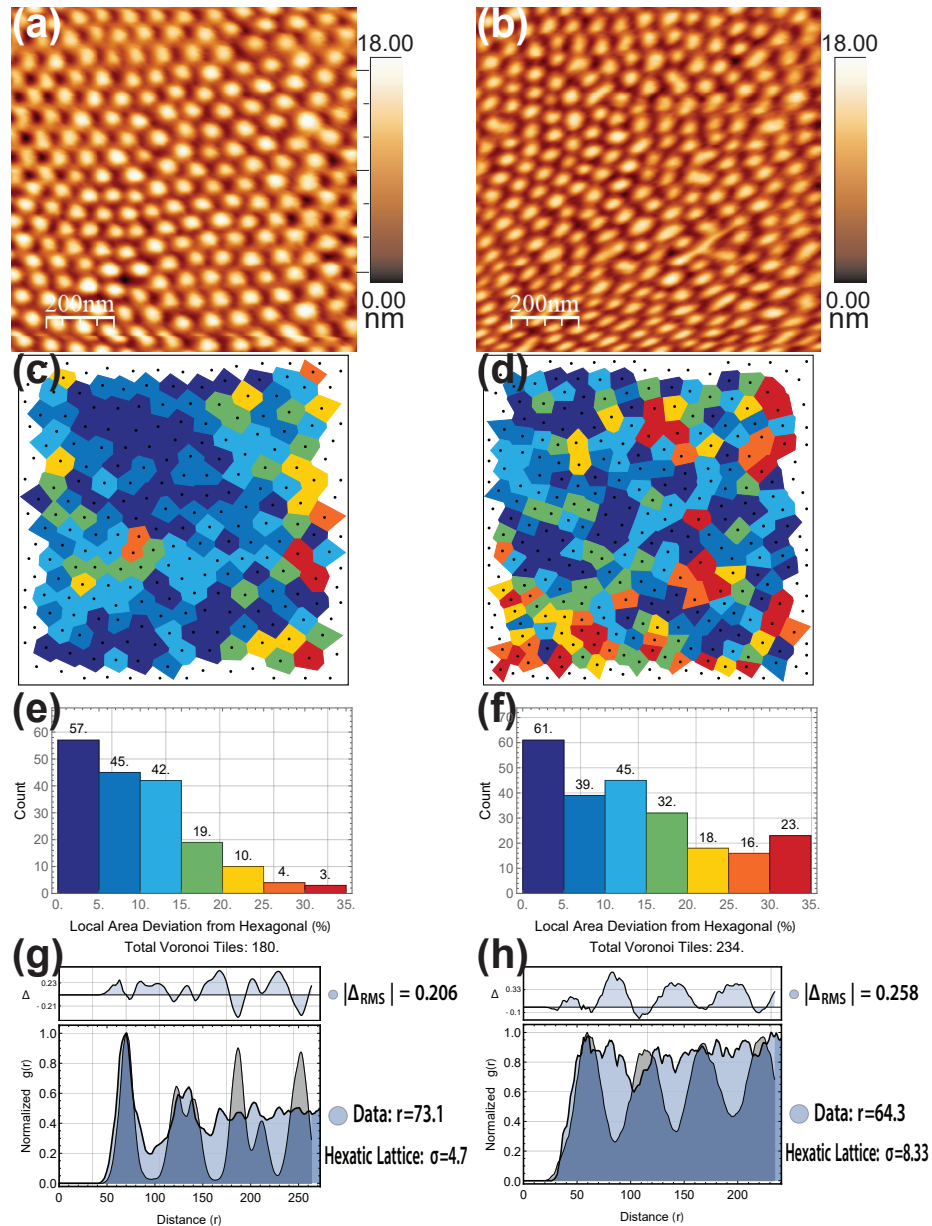 (a)
18.00
200nm
0.00
nm
(b)
18.00
200nm
0.00
nm
(c)
(d)
(e)
Count
60
50
40
30
20
10
0
57.
45.
42.
19.
10.
4.
3.
0. 5. 10. 15. 20. 25. 30. 35.
Local Area Deviation from Hexagonal (%)
Total Voronoi Tiles: 180.
(f)
Count
70
60
50
40
30
20
10
0
61.
39.
45.
32.
18.
16.
23.
0. 5. 10. 15. 20. 25. 30. 35.
Local Area Deviation from Hexagonal (%)
Total Voronoi Tiles: 234.
(g)
Δ
0.23
-0.21
|ΔRMS| = 0.206
Normalized g(r)
1.0
0.8
0.6
0.4
0.2
0.0
0 50 100 150 200 250
Distance (r)
Data: r=73.1
Hexatic Lattice: σ=4.7
(h)
Δ
0.33
-0.1
|ΔRMS| = 0.258
Normalized g(r)
1.0
0.8
0.6
0.4
0.2
0.0
0 50 100 150 200
Distance (r)
Data: r=64.3
Hexatic Lattice: σ=8.33